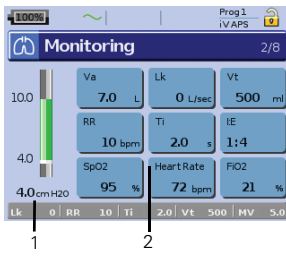 100%
Prog 1
iVAPS
Monitoring 2/8
10.0
4.0
4.0 cm H2O
Va
7.0 L
Lk
0 L/sec
Vt
500 ml
RR
10 bpm
Ti
2.0 s
I:E
1:4
SpO2
95 %
Heart Rate
72 bpm
FiO2
21 %
Lk 0 RR 10 Ti 2.0 Vt 500 MV 5.0
1 2